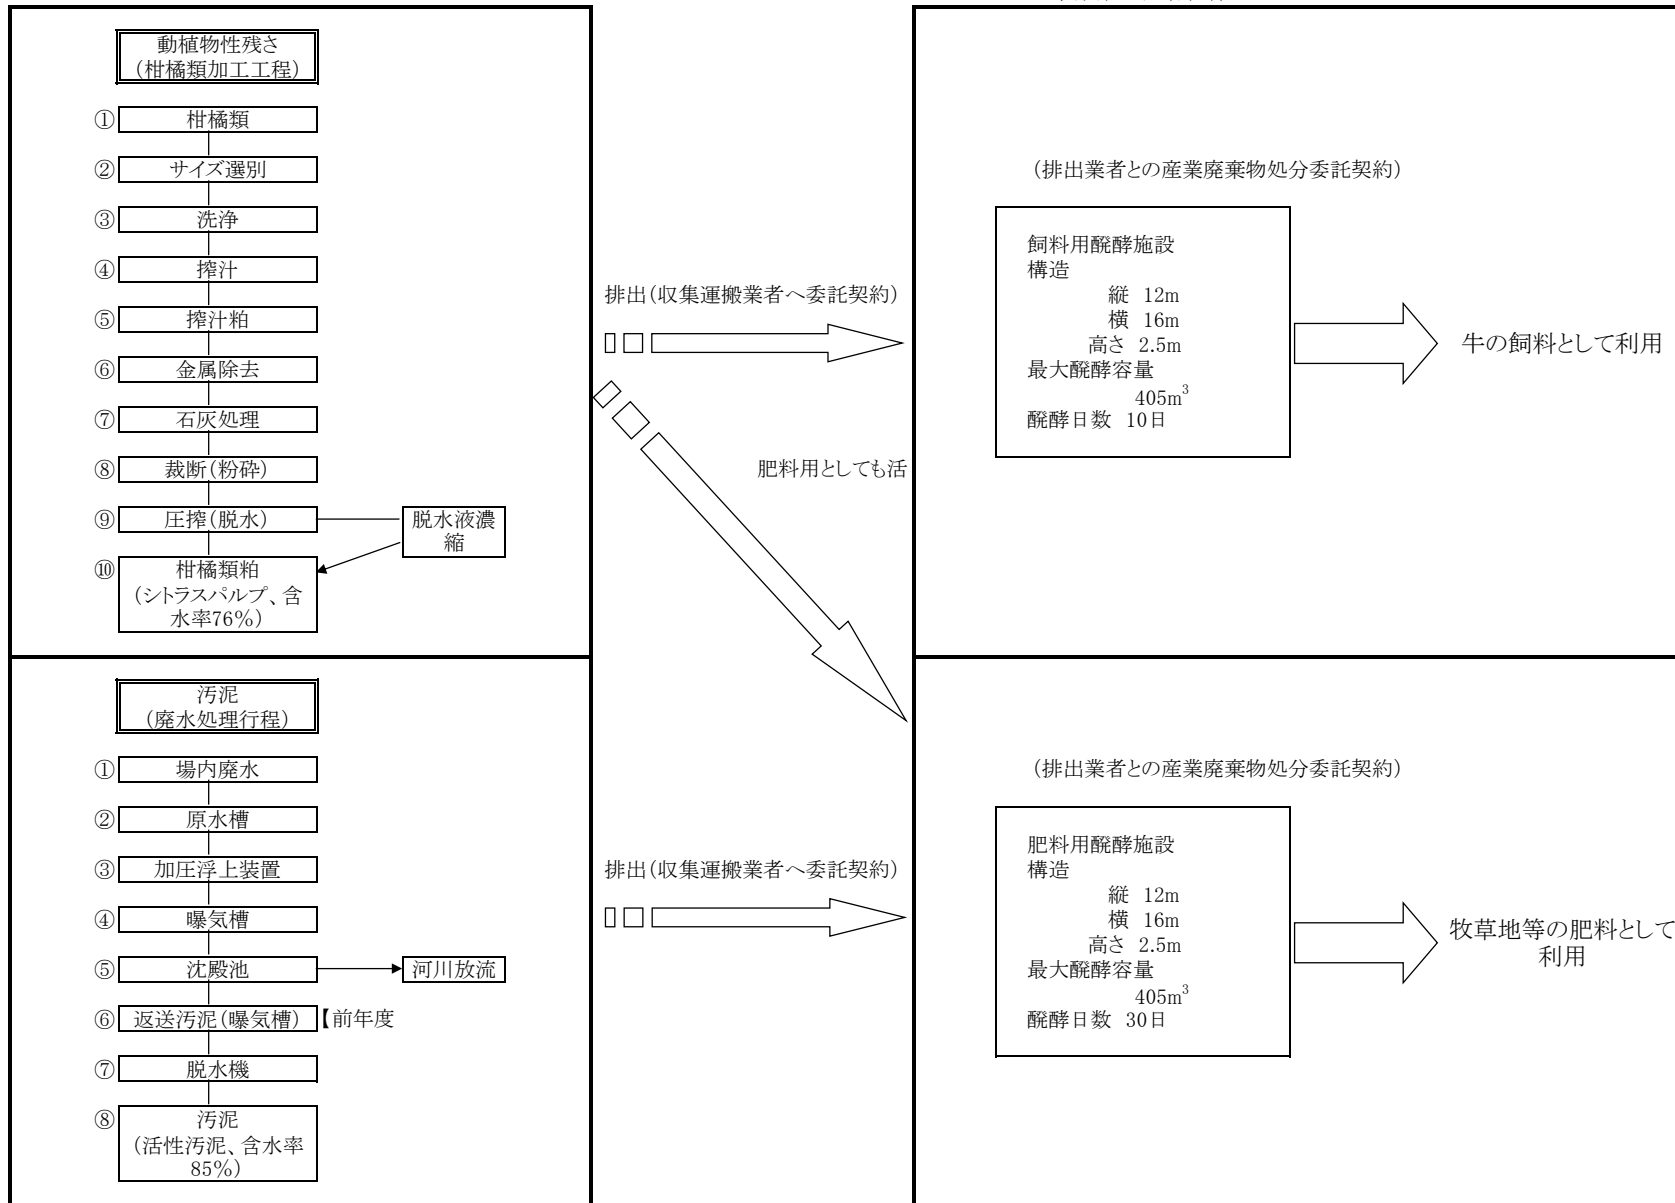 動植物性残さ
(柑橘類加工工程)
① 柑橘類
② サイズ選別
③ 洗浄
④ 搾汁
⑤ 搾汁粕
⑥ 金属除去
⑦ 石灰処理
⑧ 裁断(粉砕)
⑨ 圧搾(脱水)
脱水液濃
縮
⑩ 柑橘類粕
(シトラスパルプ、含
水率76%)
排出(収集運搬業者へ委託契約)
肥料用としても活
(排出業者との産業廃棄物処分委託契約)
飼料用醗酵施設
構造
縦 12m
横 16m
高さ 2.5m
最大醗酵容量
405m³
醗酵日数 10日
牛の飼料として利用
汚泥
(廃水処理行程)
① 場内廃水
② 原水槽
③ 加圧浮上装置
④ 曝気槽
⑤ 沈殿池
河川放流
⑥ 返送汚泥(曝気槽)【前年度
⑦ 脱水機
⑧ 汚泥
(活性汚泥、含水率
85%)
排出(収集運搬業者へ委託契約)
(排出業者との産業廃棄物処分委託契約)
肥料用醗酵施設
構造
縦 12m
横 16m
高さ 2.5m
最大醗酵容量
405m³
醗酵日数 30日
牧草地等の肥料として
利用